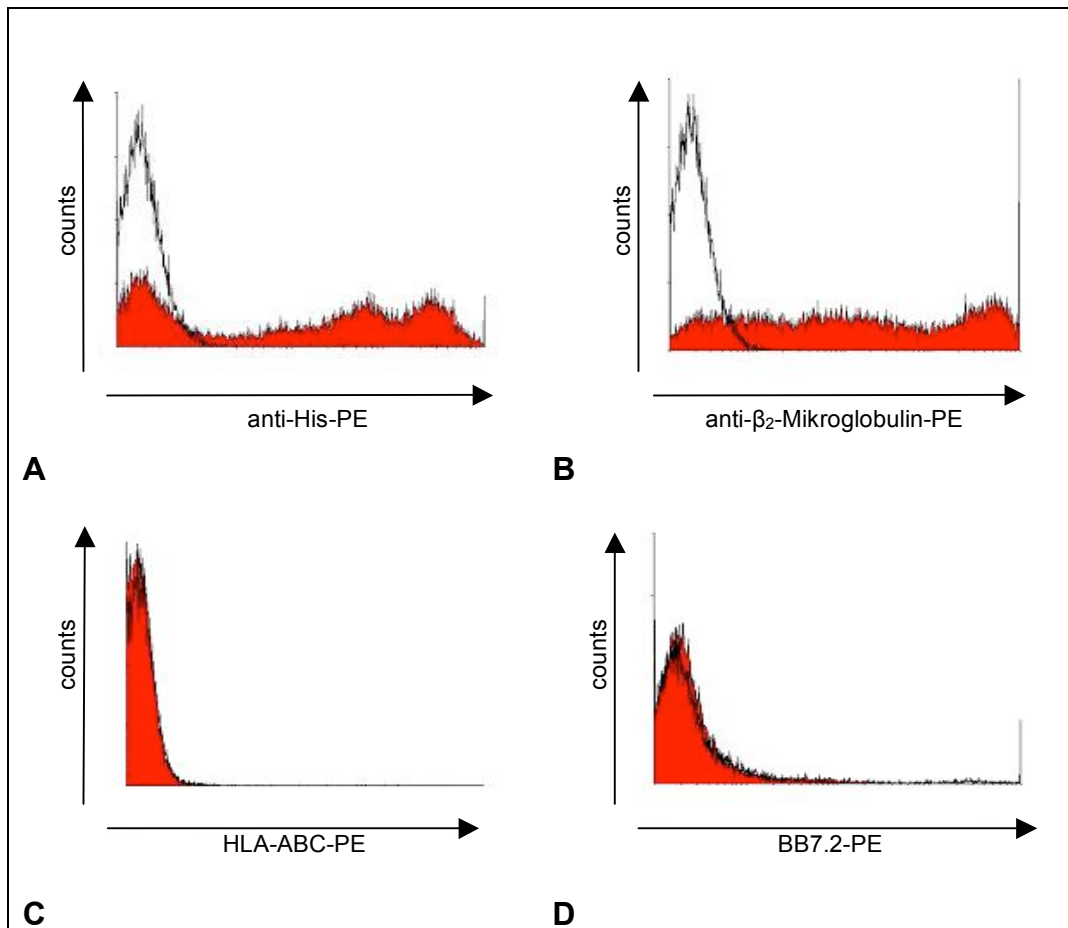 counts
anti-His-PE
A
counts
anti-β₂-Mikroglobulin-PE
B
counts
HLA-ABC-PE
C
counts
BB7.2-PE
D